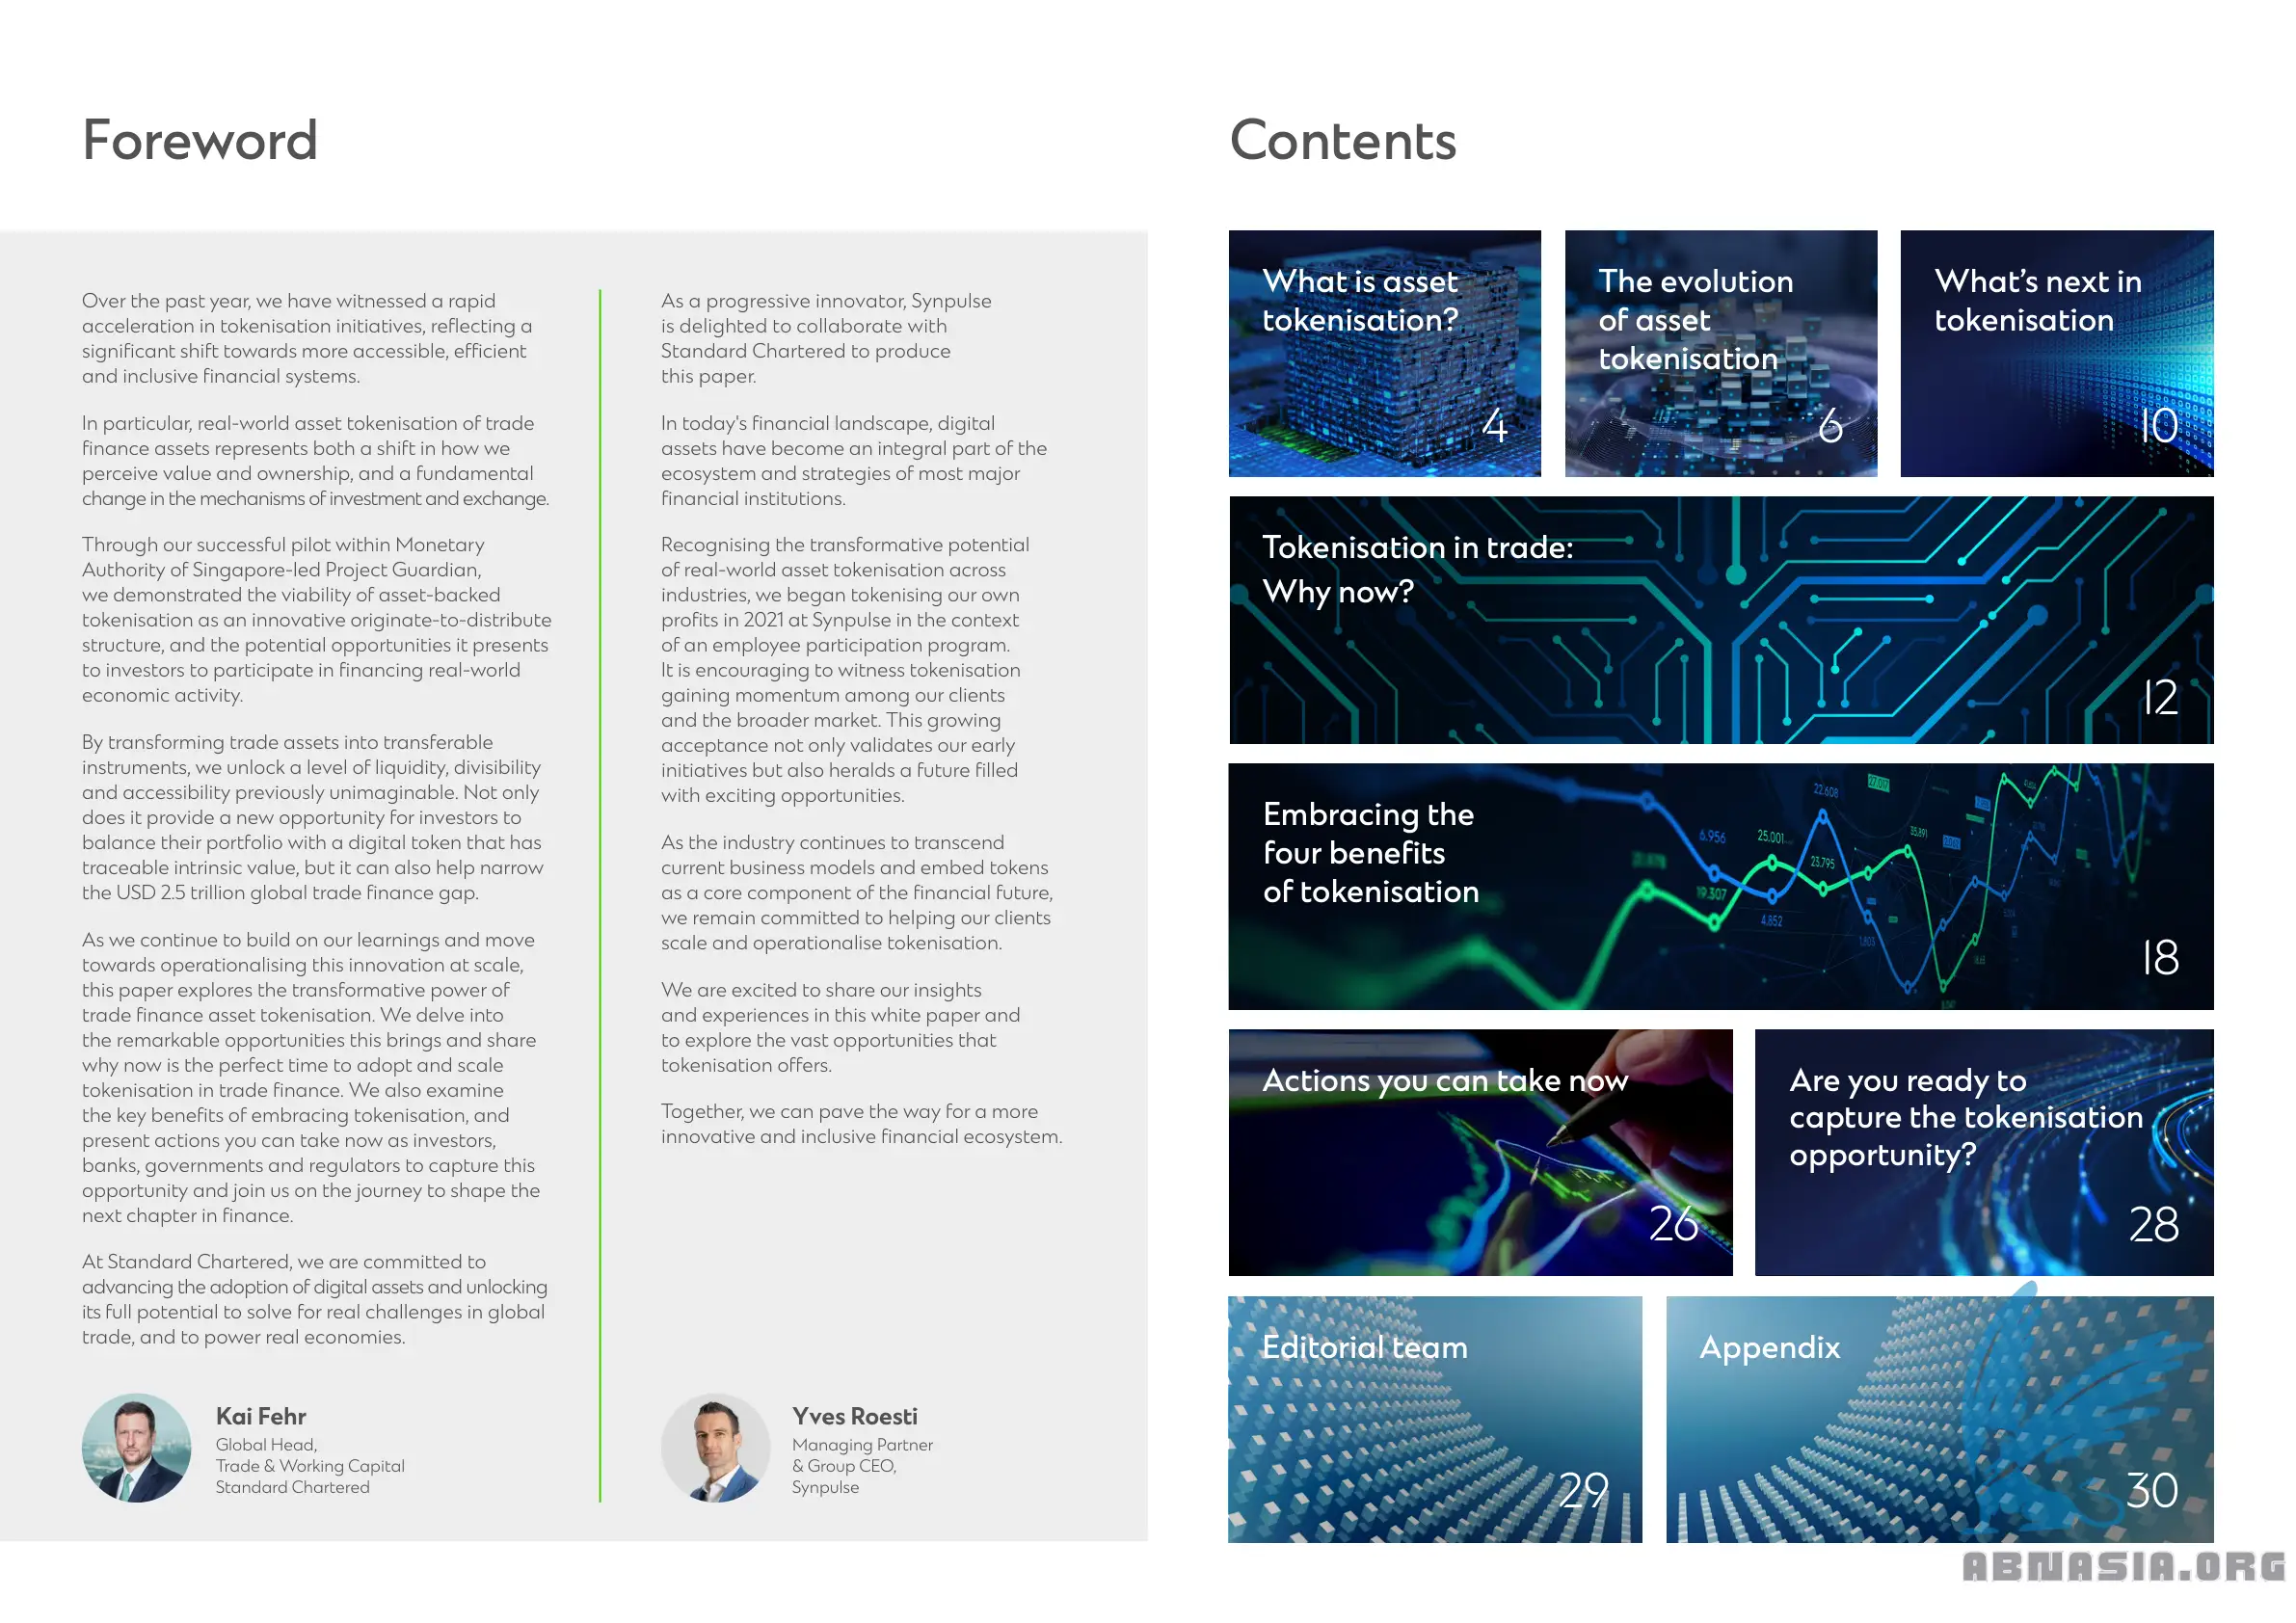 Foreword
Over the past year, we have witnessed a rapid
acceleration in tokenisation initiatives, reflecting a
significant shift towards more accessible, efficient
and inclusive financial systems.
In particular, real-world asset tokenisation of trade
finance assets represents both a shift in how we
perceive value and ownership, and a fundamental
change in the mechanisms of investment and exchange.
Through our successful pilot within Monetary
Authority of Singapore-led Project Guardian,
we demonstrated the viability of asset-backed
tokenisation as an innovative originate-to-distribute
structure, and the potential opportunities it presents
to investors to participate in financing real-world
economic activity.
By transforming trade assets into transferable
instruments, we unlock a level of liquidity, divisibility
and accessibility previously unimaginable. Not only
does it provide a new opportunity for investors to
balance their portfolio with a digital token that has
traceable intrinsic value, but it can also help narrow
the USD 2.5 trillion global trade finance gap.
As we continue to build on our learnings and move
towards operationalising this innovation at scale,
this paper explores the transformative power of
trade finance asset tokenisation. We delve into
the remarkable opportunities this brings and share
why now is the perfect time to adopt and scale
tokenisation in trade finance. We also examine
the key benefits of embracing tokenisation, and
present actions you can take now as investors,
banks, governments and regulators to capture this
opportunity and join us on the journey to shape the
next chapter in finance.
At Standard Chartered, we are committed to
advancing the adoption of digital assets and unlocking
its full potential to solve for real challenges in global
trade, and to power real economies.
Kai Fehr
Global Head,
Trade & Working Capital
Standard Chartered
As a progressive innovator, Synpulse
is delighted to collaborate with
Standard Chartered to produce
this paper.
In today's financial landscape, digital
assets have become an integral part of the
ecosystem and strategies of most major
financial institutions.
Recognising the transformative potential
of real-world asset tokenisation across
industries, we began tokenising our own
profits in 2021 at Synpulse in the context
of an employee participation program.
It is encouraging to witness tokenisation
gaining momentum among our clients
and the broader market. This growing
acceptance not only validates our early
initiatives but also heralds a future filled
with exciting opportunities.
As the industry continues to transcend
current business models and embed tokens
as a core component of the financial future,
we remain committed to helping our clients
scale and operationalise tokenisation.
We are excited to share our insights
and experiences in this white paper and
to explore the vast opportunities that
tokenisation offers.
Together, we can pave the way for a more
innovative and inclusive financial ecosystem.
Yves Roesti
Managing Partner
& Group CEO,
Synpulse
Contents
What is asset
tokenisation?
4
The evolution
of asset
tokenisation
6
What's next in
tokenisation
10
Tokenisation in trade:
Why now?
12
Embracing the
four benefits
of tokenisation
6.956
25.001
22.608
23.795
19.307
4.852
35.891
18
Actions you can take now
26
Are you ready to
capture the tokenisation
opportunity?
28
Editorial team
29
Appendix
30
ABNASIA.ORG